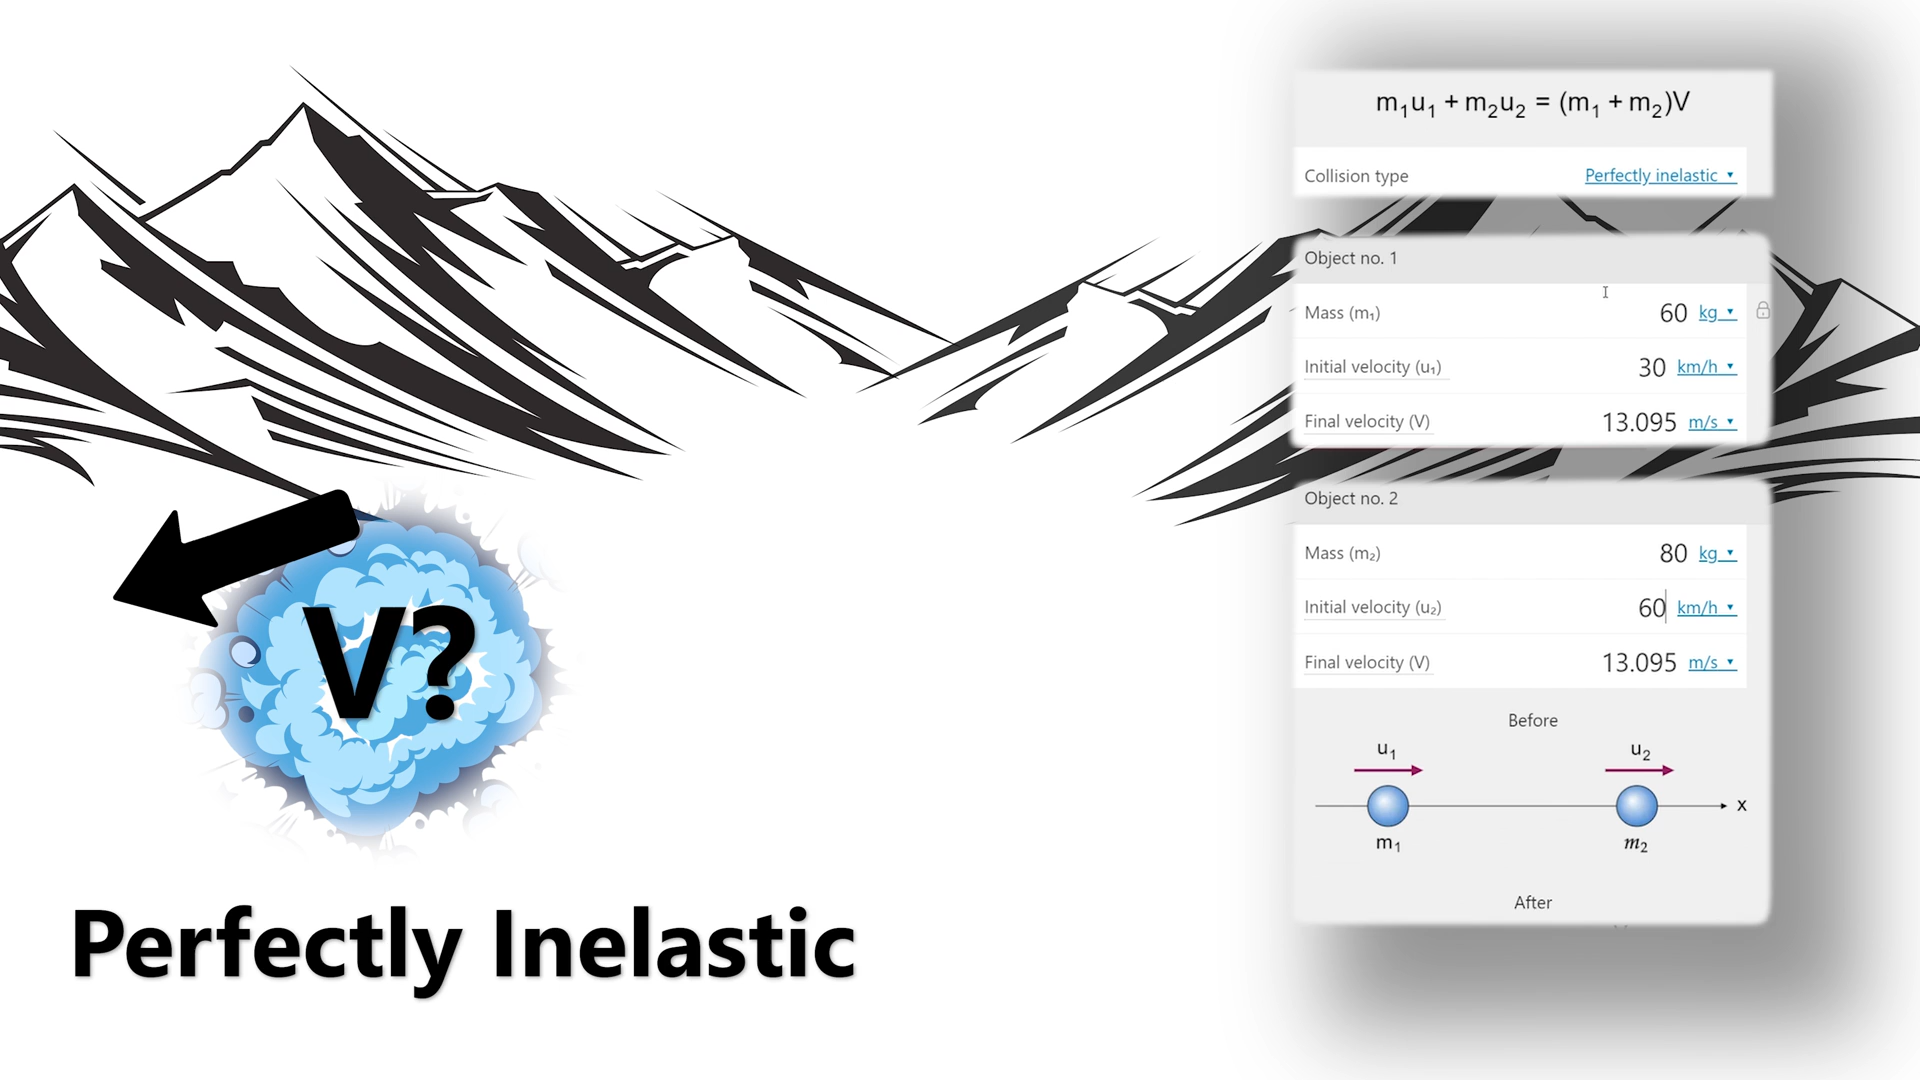 m₁u₁ + m₂u₂ = (m₁ + m₂)V
Collision type Perfectly inelastic
Object no. 1
Mass (m₁) 60 kg
Initial velocity (u₁) 30 km/h
Final velocity (V) 13.095 m/s
Object no. 2
Mass (m₂) 80 kg
Initial velocity (u₂) 60 km/h
Final velocity (V) 13.095 m/s
Before
u₁ u₂
x
m₁ m₂
After
V?
Perfectly Inelastic